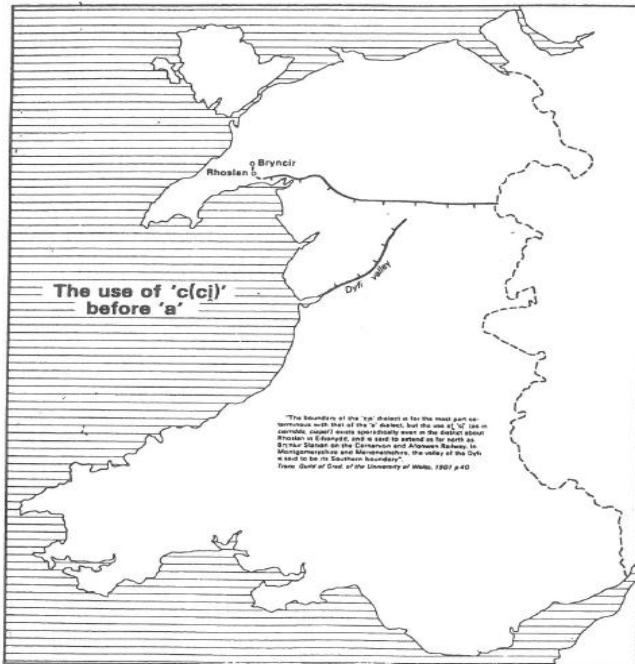 Bryncir
Rhoslan
Dyfi valley
The use of 'c(ci)'
before 'a'
"The boundary of the dialect is for the most part co-
terminous with that of the 'a' dialect, but the use of 'ci' (as in
exists sporadically even in the district about
Rhoslan in Eifionydd, and is said to extend as far north as
Bryncir Station on the Carnarvon and Afonwen Railway. In
Montgomeryshire and Merionethshire, the valley of the Dyfi
is said to be its Southern boundary".
Trans. Guild of Grad. of the University of Wales, 1901 p 40